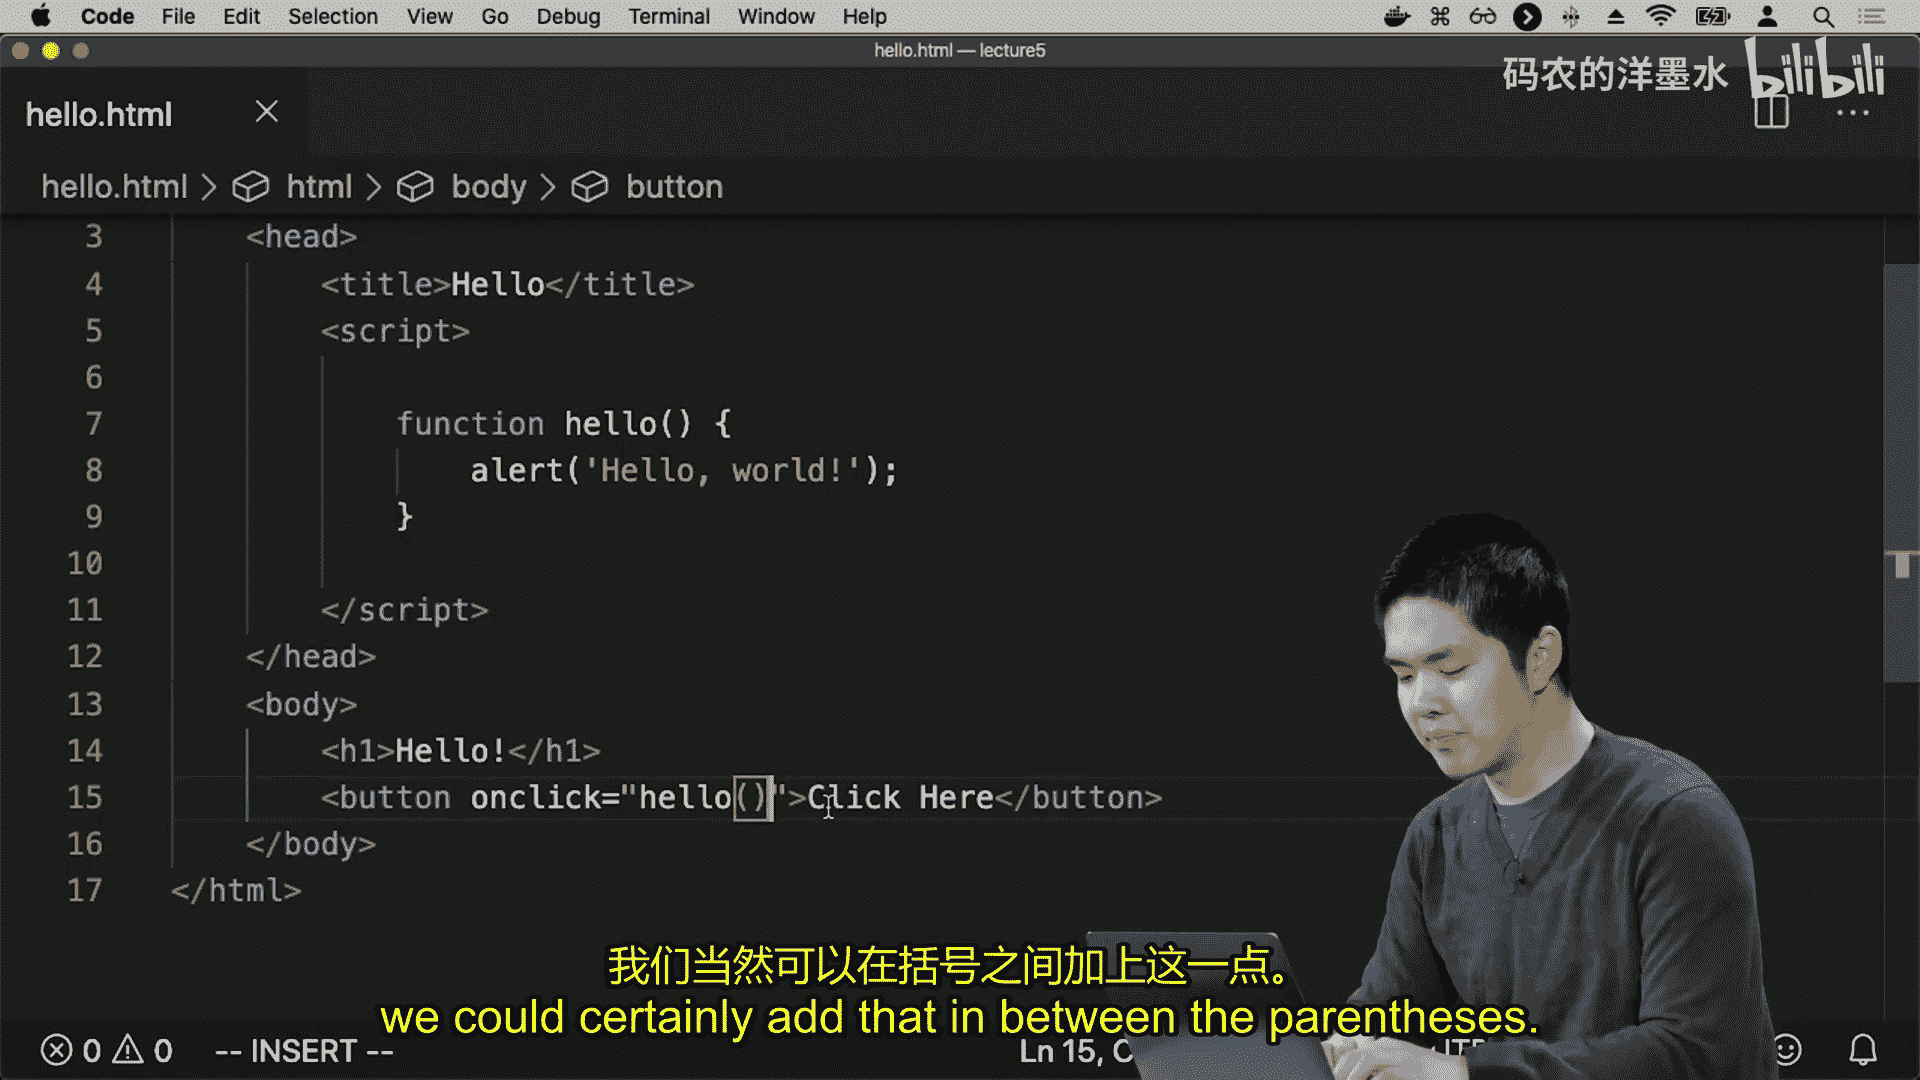 Code File Edit Selection View Go Debug Terminal Window Help
hello.html — lecture5
码农的洋墨水 bilibili
hello.html
hello.html > html > body > button
3 <head>
4 <title>Hello</title>
5 <script>
6
7 function hello() {
8 alert('Hello, world!');
9 }
10
11 </script>
12 </head>
13 <body>
14 <h1>Hello!</h1>
15 <button onclick="hello()">Click Here</button>
16 </body>
17 </html>
我们当然可以在括号之间加上这一点。
we could certainly add that in between the parentheses.
0 0 -- INSERT -- Ln 15, C